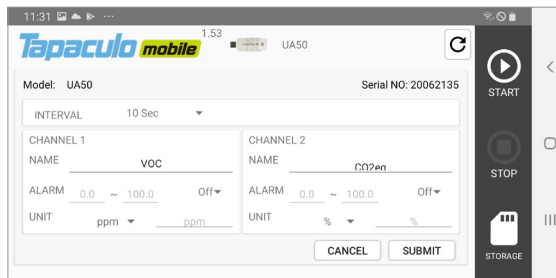 11:31
Tapaculo mobile 1.53 UA50
START
Model: UA50 Serial NO: 20062135
INTERVAL 10 Sec
CHANNEL 1
NAME VOC
ALARM 0.0 ~ 100.0 Off
UNIT ppm ppm
CHANNEL 2
NAME CO2eq
ALARM 0.0 ~ 100.0 Off
UNIT % %
STOP
CANCEL SUBMIT
STORAGE